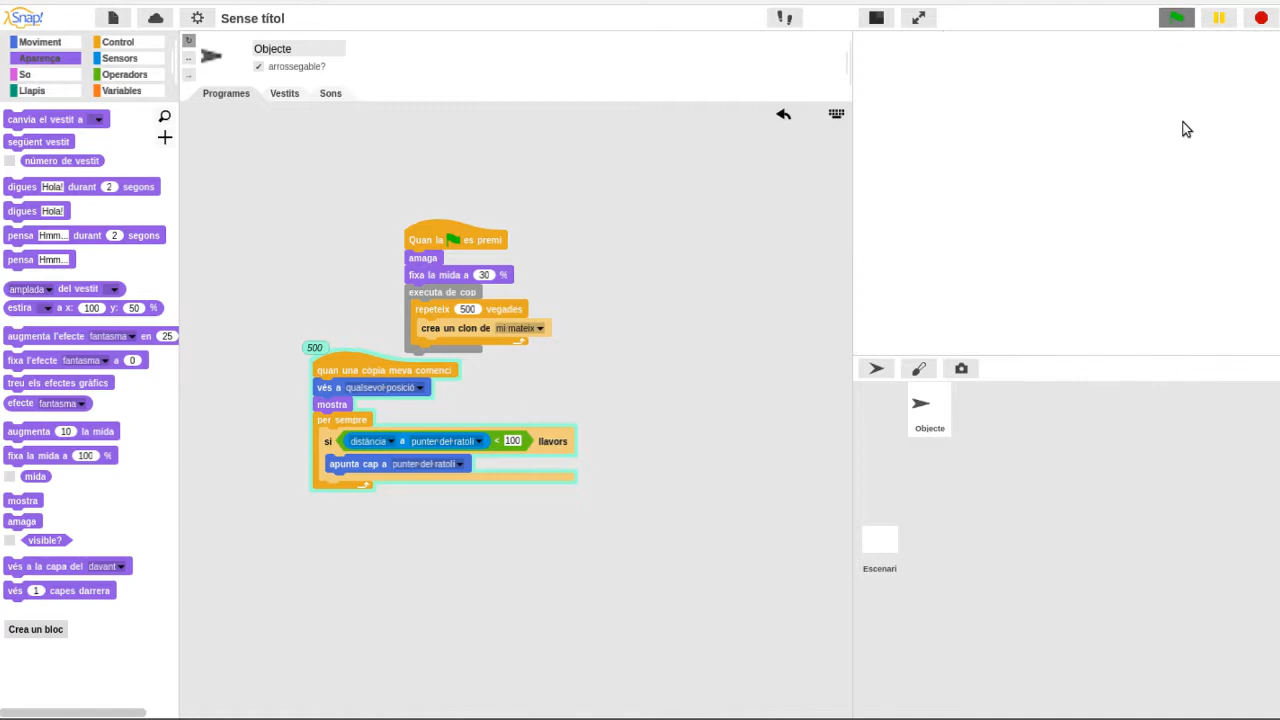 Snap!
Sense títol
Moviment
Control
Aparença
Sensors
So
Operadors
Llapis
Variables
canvia el vestit a
següent vestit
número de vestit
digues Hola! durant 2 segons
digues Hola!
pensa Hmm... durant 2 segons
pensa Hmm...
amplada del vestit
estira a x: 100 y: 50 %
augmenta l'efecte fantasma en 25
fixa l'efecte fantasma a 0
treu els efectes gràfics
efecte fantasma
augmenta 10 la mida
fixa la mida a 100 %
mida
mostra
amaga
visible?
vés a la capa del davant
vés 1 capes darrera
Crea un bloc
Objecte
arrossegable?
Programes
Vestits
Sons
Quan la es premi
amaga
fixa la mida a 30 %
executa de cop
repeteix 500 vegades
crea un clon de mi mateix
500
quan una còpia meva comenci
vés a qualsevol posició
mostra
per sempre
si distància a punter del ratolí < 100 llavors
apunta cap a punter del ratolí
Objecte
Escenari